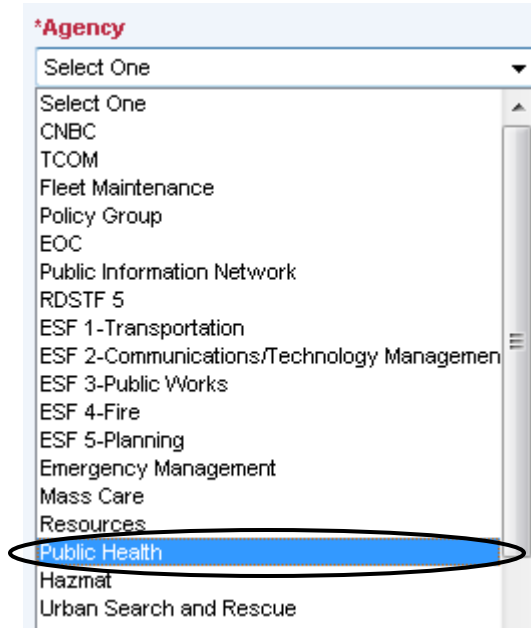 *Agency
Select One
Select One
CNBC
TCOM
Fleet Maintenance
Policy Group
EOC
Public Information Network
RDSTF 5
ESF 1-Transportation
ESF 2-Communications/Technology Managemen
ESF 3-Public Works
ESF 4-Fire
ESF 5-Planning
Emergency Management
Mass Care
Resources
Public Health
Hazmat
Urban Search and Rescue